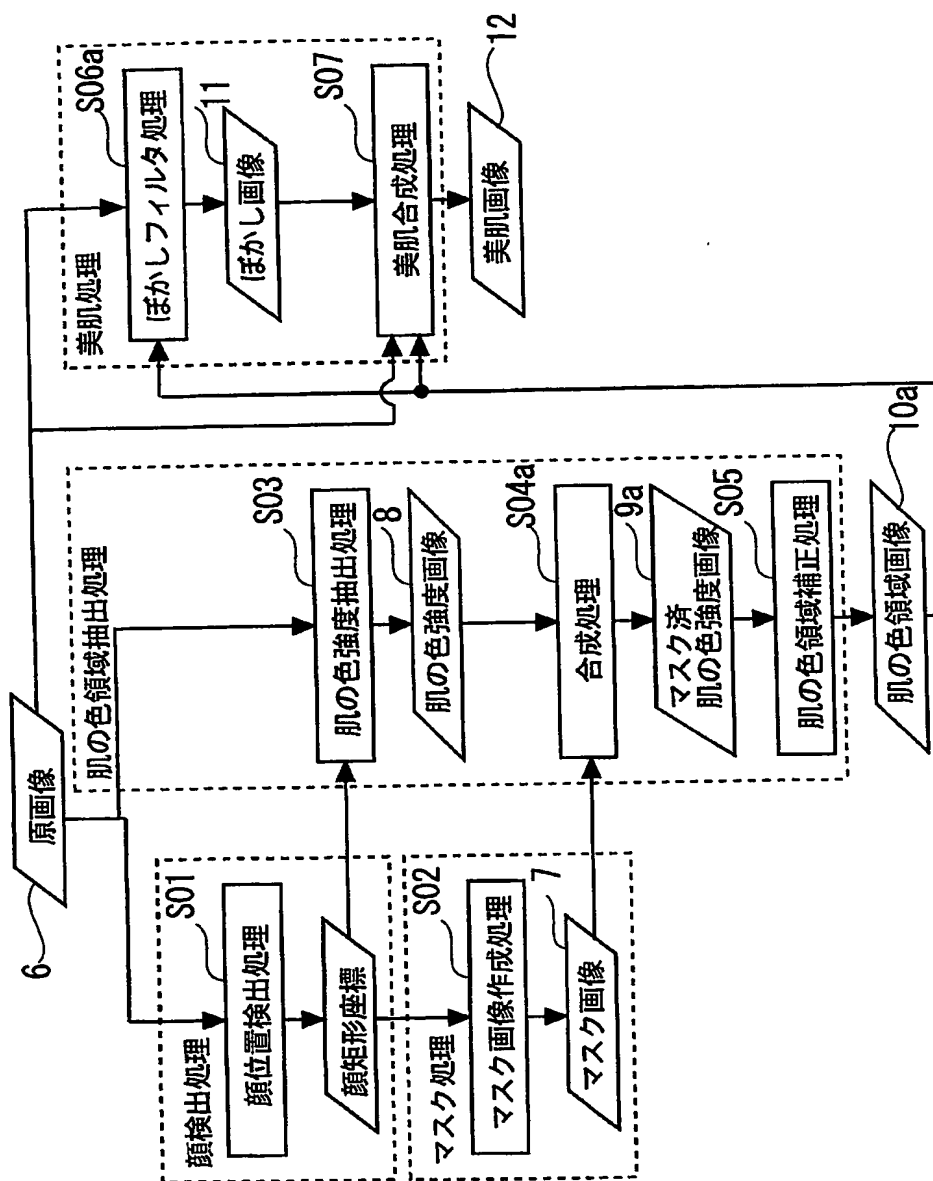 原画像
6
顔検出処理
S01
顔位置検出処理
顔矩形座標
マスク処理
S02
マスク画像作成処理
7
マスク画像
肌の色領域抽出処理
S03
肌の色強度抽出処理
8
肌の色強度画像
S04a
合成処理
9a
マスク済
肌の色強度画像
S05
肌の色領域補正処理
10a
肌の色領域画像
美肌処理
S06a
ぼかしフィルタ処理
11
ぼかし画像
S07
美肌合成処理
12
美肌画像